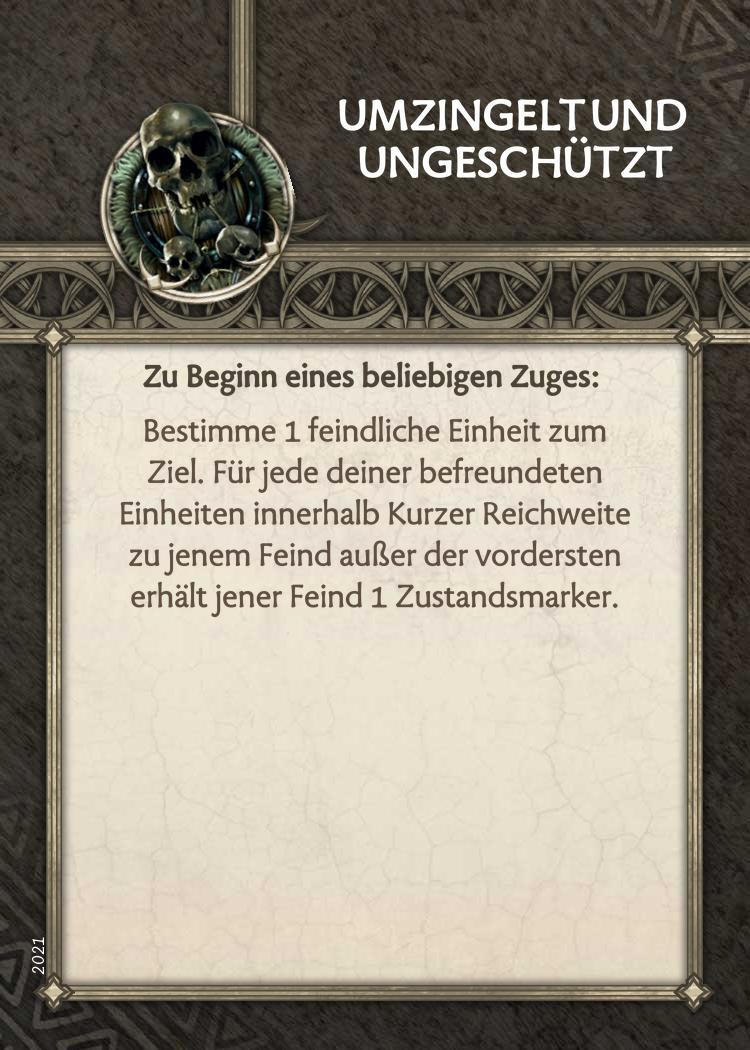 UMZINGELT UND
UNGESCHÜTZT
Zu Beginn eines beliebigen Zuges:
Bestimme 1 feindliche Einheit zum
Ziel. Für jede deiner befreundeten
Einheiten innerhalb Kurzer Reichweite
zu jenem Feind außer der vordersten
erhält jener Feind 1 Zustandsmarker.
2021